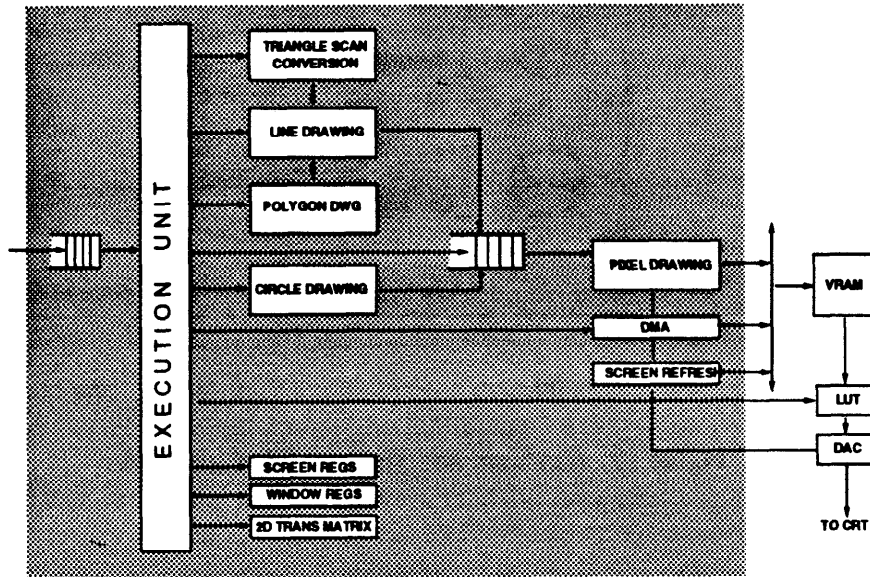 EXECUTION UNIT
TRIANGLE SCAN
CONVERSION
LINE DRAWING
POLYGON DWG
CIRCLE DRAWING
PIXEL DRAWING
DMA
SCREEN REFRESH
VRAM
LUT
DAC
TO CRT
SCREEN REGS
WINDOW REGS
2D TRANS MATRIX